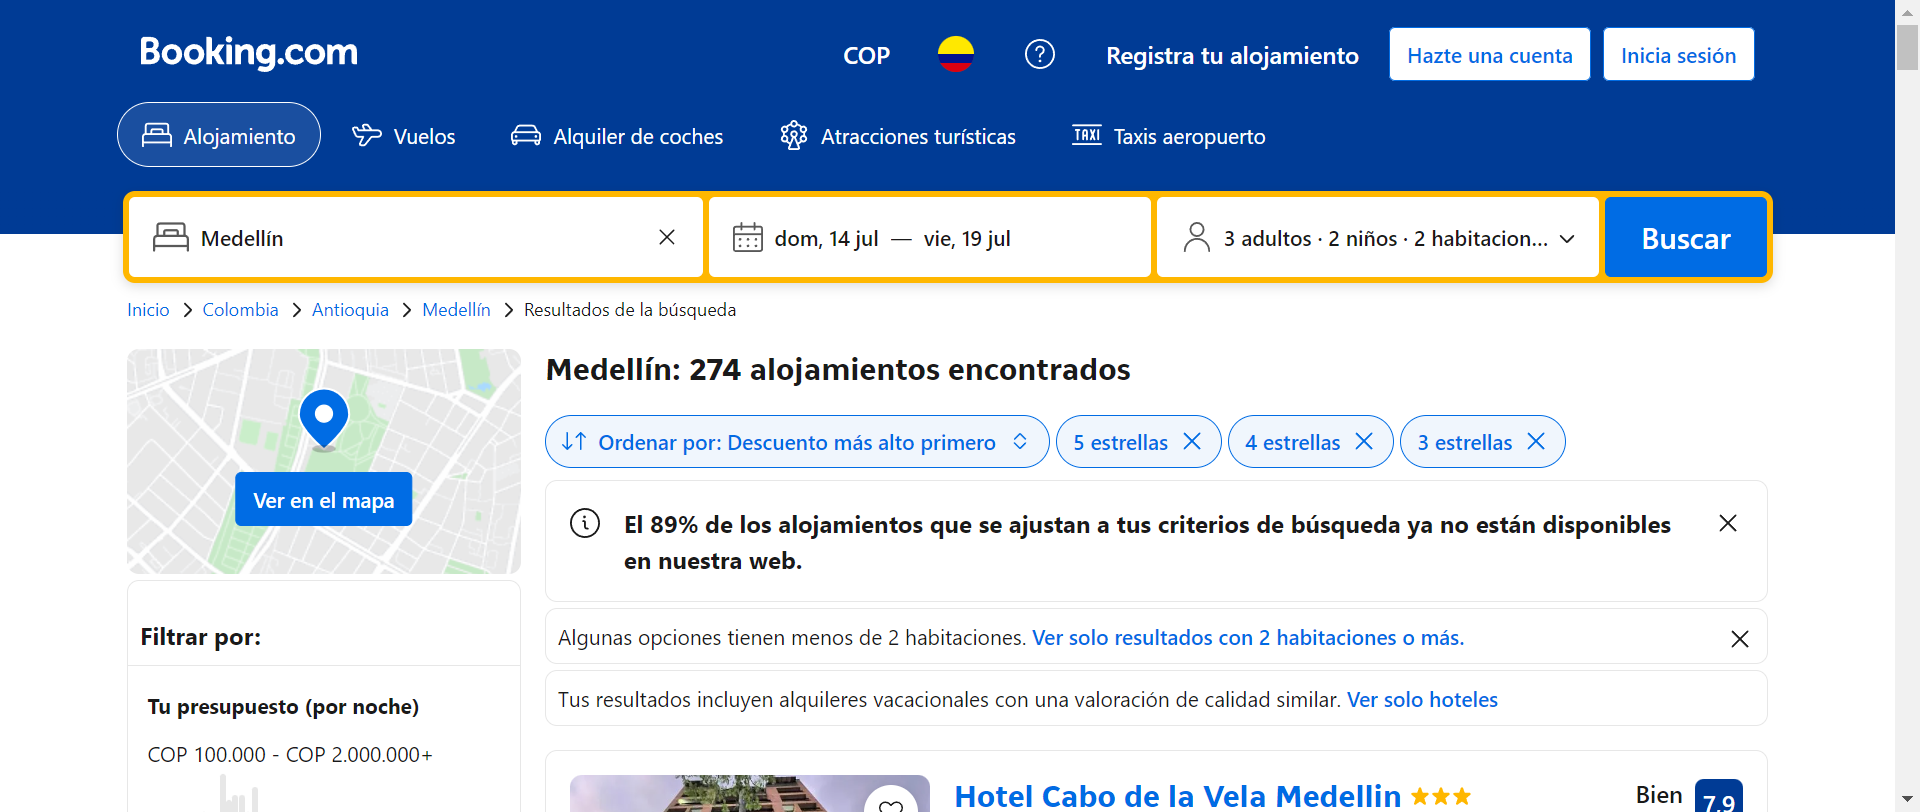 Booking.com
COP
Registra tu alojamiento
Hazte una cuenta
Inicia sesión
Alojamiento
Vuelos
Alquiler de coches
Atracciones turísticas
TAXI
Taxis aeropuerto
Medellín
dom, 14 jul — vie, 19 jul
3 adultos · 2 niños · 2 habitacion...
Buscar
Inicio
Colombia
Antioquia
Medellín
Resultados de la búsqueda
Ver en el mapa
Filtrar por:
Tu presupuesto (por noche)
COP 100.000 - COP 2.000.000+
Medellín: 274 alojamientos encontrados
Ordenar por: Descuento más alto primero
5 estrellas
4 estrellas
3 estrellas
El 89% de los alojamientos que se ajustan a tus criterios de búsqueda ya no están disponibles
en nuestra web.
Algunas opciones tienen menos de 2 habitaciones. Ver solo resultados con 2 habitaciones o más.
Tus resultados incluyen alquileres vacacionales con una valoración de calidad similar. Ver solo hoteles
Hotel Cabo de la Vela Medellin
Bien
7,9